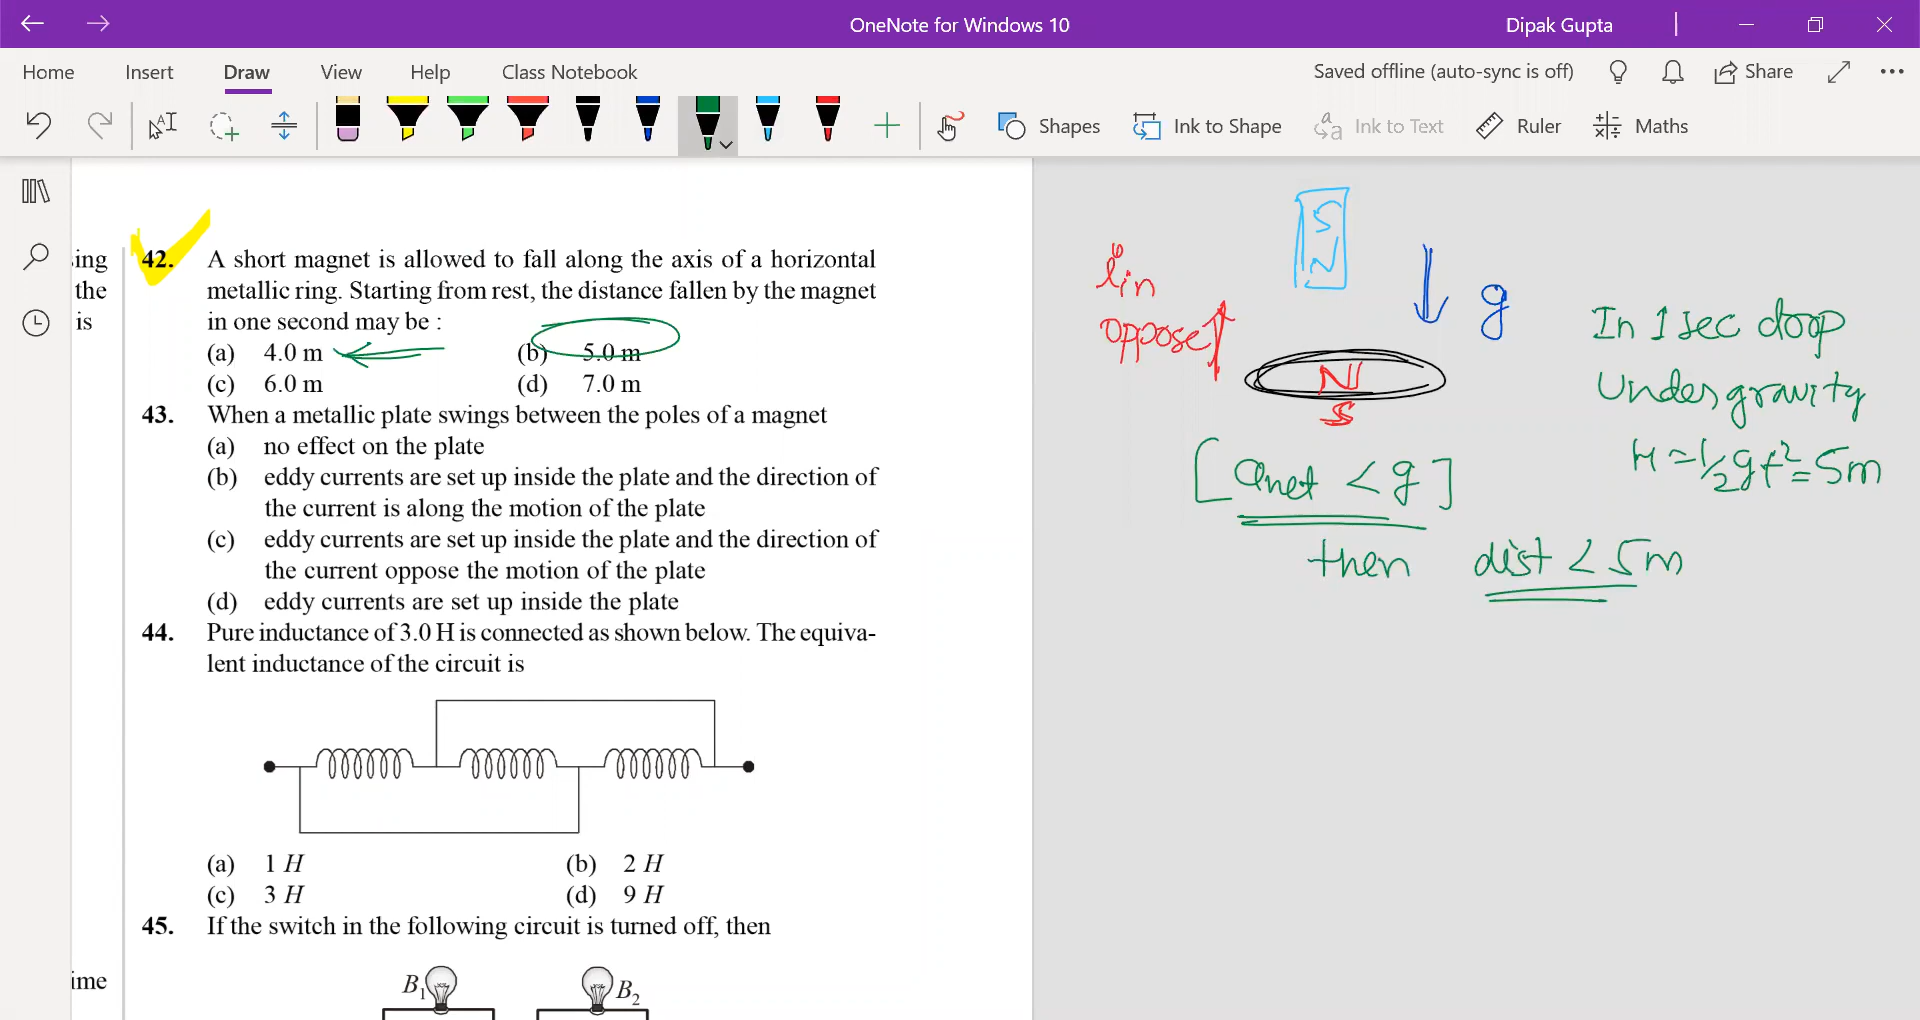 OneNote for Windows 10
Dipak Gupta
Home Insert Draw View Help Class Notebook
Saved offline (auto-sync is off)
Share
Shapes
Ink to Shape
Ink to Text
Ruler
Maths
ing
the
is
42. A short magnet is allowed to fall along the axis of a horizontal
metallic ring. Starting from rest, the distance fallen by the magnet
in one second may be :
(a) 4.0 m (b) 5.0 m
(c) 6.0 m (d) 7.0 m
43. When a metallic plate swings between the poles of a magnet
(a) no effect on the plate
(b) eddy currents are set up inside the plate and the direction of
the current is along the motion of the plate
(c) eddy currents are set up inside the plate and the direction of
the current oppose the motion of the plate
(d) eddy currents are set up inside the plate
44. Pure inductance of 3.0 H is connected as shown below. The equiva-
lent inductance of the circuit is
(a) 1 H (b) 2 H
(c) 3 H (d) 9 H
45. If the switch in the following circuit is turned off, then
ime
B1 B2
S
N
g
oppose
N
S
[anet < g]
then dist < 5m
In 1 sec drop
Under gravity
H = 1/2 gt² = 5m